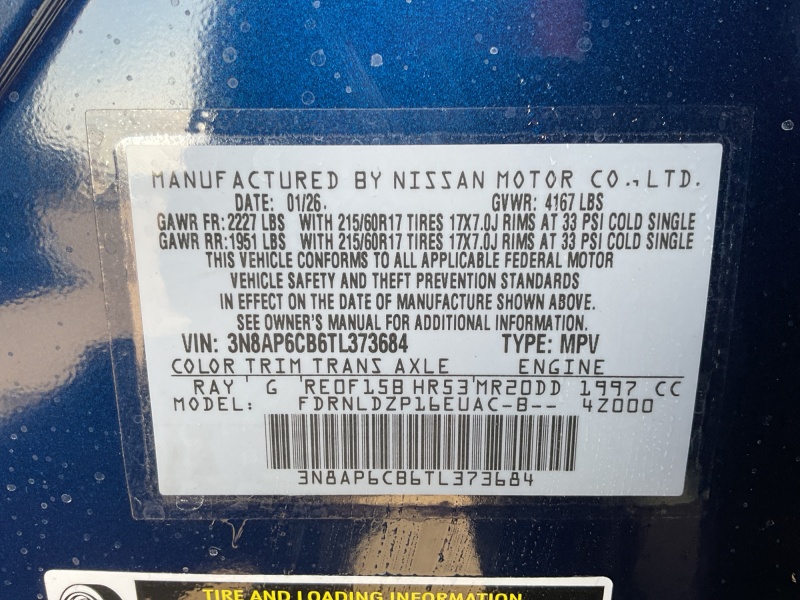 MANUFACTURED BY NISSAN MOTOR CO.,LTD.
DATE: 01/26. GVWR: 4167 LBS
GAWR FR: 2227 LBS WITH 215/60R17 TIRES 17X7.0J RIMS AT 33 PSI COLD SINGLE
GAWR RR: 1951 LBS WITH 215/60R17 TIRES 17X7.0J RIMS AT 33 PSI COLD SINGLE
THIS VEHICLE CONFORMS TO ALL APPLICABLE FEDERAL MOTOR
VEHICLE SAFETY AND THEFT PREVENTION STANDARDS
IN EFFECT ON THE DATE OF MANUFACTURE SHOWN ABOVE.
SEE OWNER'S MANUAL FOR ADDITIONAL INFORMATION.
VIN: 3N8AP6CB6TL373684 TYPE: MPV
COLOR TRIM TRANS AXLE ENGINE
RAY G RE0F15B HR53 MR20DD 1997 CC
MODEL: FDRNLDZP16EUAC-B-- 4Z000
3N8AP6CB6TL373684
TIRE AND LOADING INFORMATION